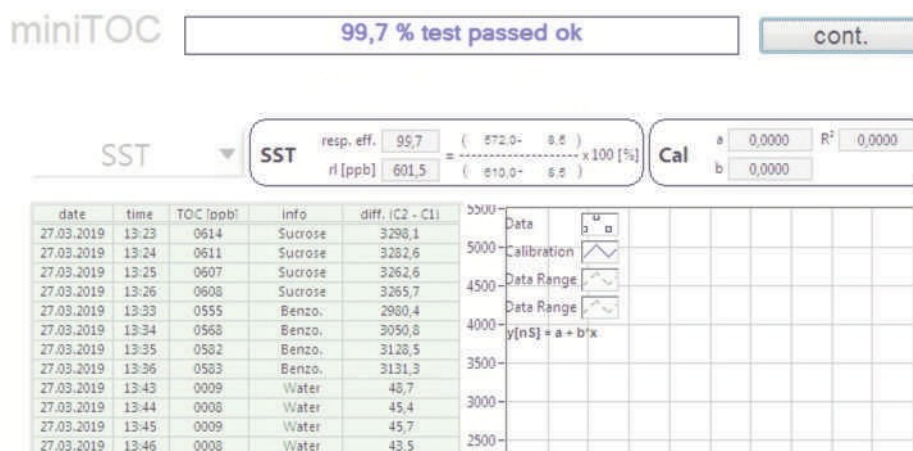 miniTOC 99,7 % test passed ok cont.
SST SST resp. eff. 99,7 = ( 572,0- 8,5 ) / ( 610,0- 8,5 ) x100 [%] Cal a 0,0000 R² 0,0000
rl [ppb] 601,5 b 0,0000
date time TOC [ppb] info diff. (C2 - C1)
27.03.2019 13:23 0614 Sucrose 3298,1
27.03.2019 13:24 0611 Sucrose 3282,6
27.03.2019 13:25 0607 Sucrose 3262,6
27.03.2019 13:26 0608 Sucrose 3265,7
27.03.2019 13:33 0555 Benzo. 2980,4
27.03.2019 13:34 0568 Benzo. 3050,8
27.03.2019 13:35 0582 Benzo. 3128,5
27.03.2019 13:36 0583 Benzo. 3131,3
27.03.2019 13:43 0009 Water 48,7
27.03.2019 13:44 0008 Water 45,4
27.03.2019 13:45 0009 Water 45,7
27.03.2019 13:46 0008 Water 43,5
5500
Data
5000
Calibration
4500
Data Range
Data Range
4000
y[nS] = a + b*x
3500
3000
2500